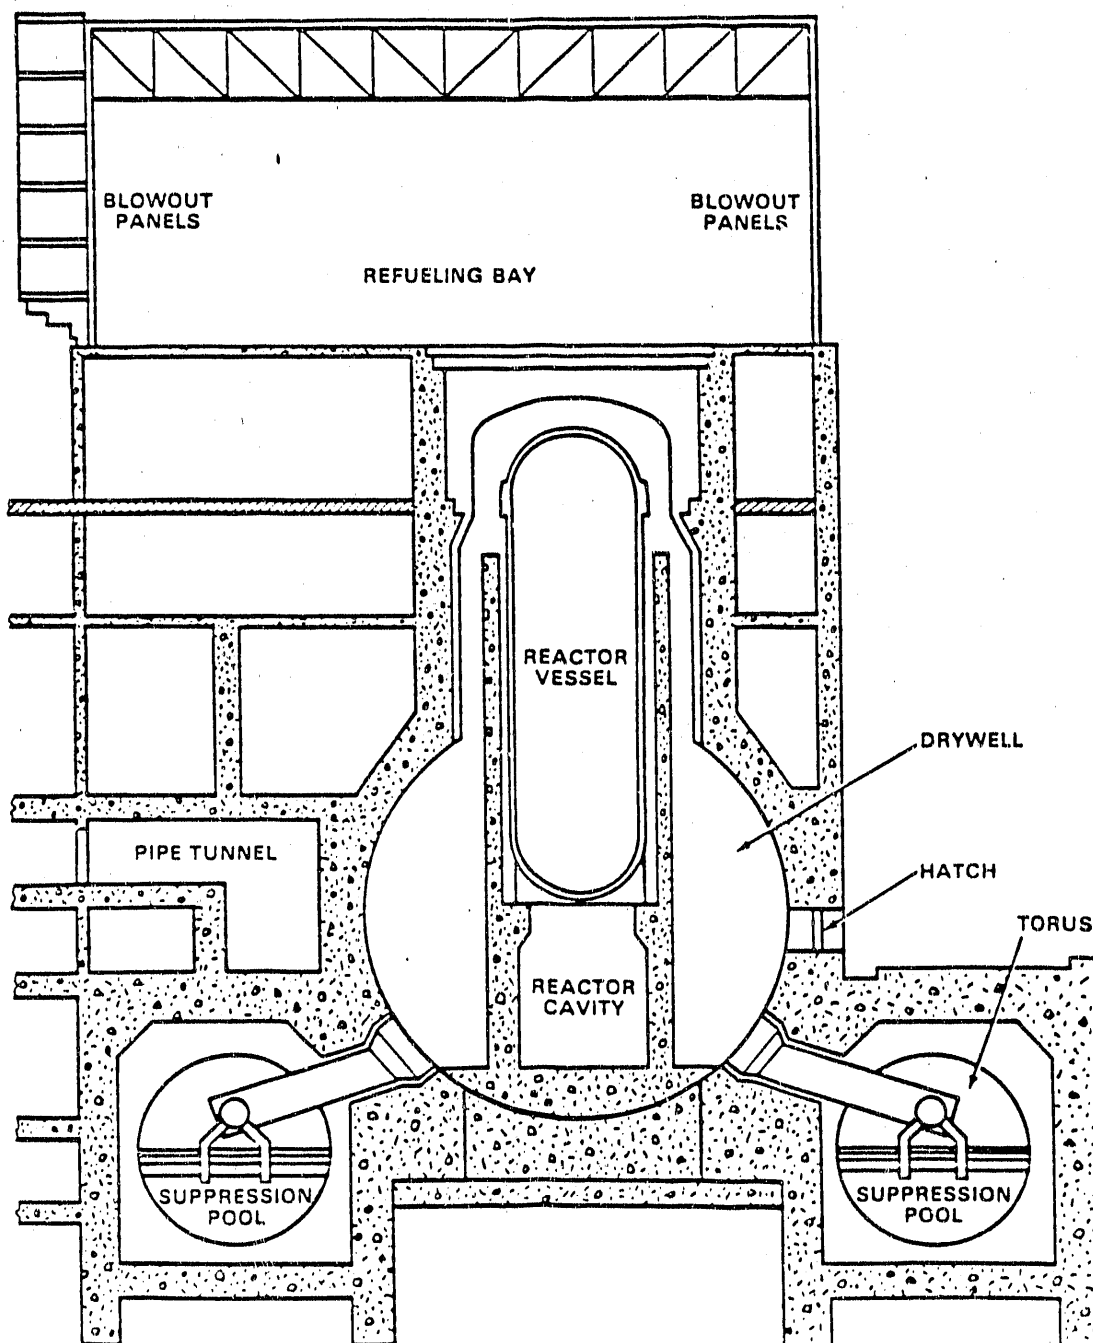 BLOWOUT
PANELS
BLOWOUT
PANELS
REFUELING BAY
REACTOR
VESSEL
DRYWELL
PIPE TUNNEL
HATCH
TORUS
REACTOR
CAVITY
SUPPRESSION
POOL
SUPPRESSION
POOL